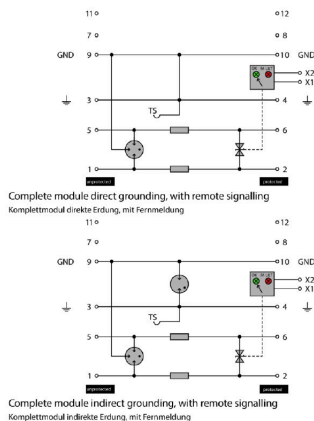 11 12
7 8
GND 9 10 GND
X2
X1
3 4
TS
5 6
1 2
unprotected protected
Complete module direct grounding, with remote signalling
Komplettmodul direkte Erdung, mit Fernmeldung
11 12
7 8
GND 9 10 GND
X2
X1
3 4
TS
5 6
1 2
unprotected protected
Complete module indirect grounding, with remote signalling
Komplettmodul indirekte Erdung, mit Fernmeldung